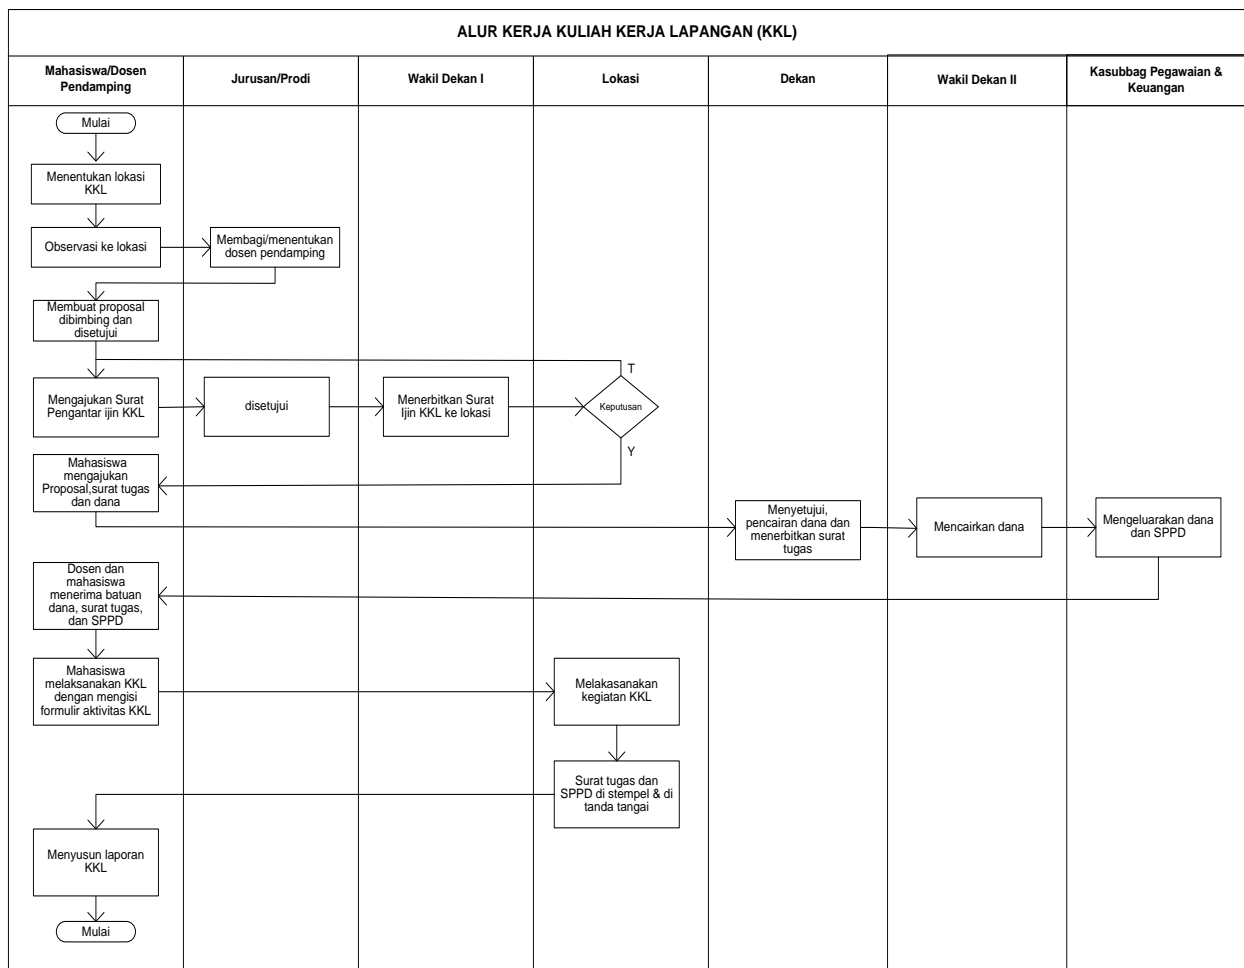 ALUR KERJA KULIAH KERJA LAPANGAN (KKL)
Mahasiswa/Dosen
Pendamping
Jurusan/Prodi
Wakil Dekan I
Lokasi
Dekan
Wakil Dekan II
Kasubbag Pegawaian &
Keuangan
Mulai
Menentukan lokasi
KKL
Observasi ke lokasi
Membagi/menentukan
dosen pendamping
Membuat proposal
dibimbing dan
disetujui
T
Mengajukan Surat
Pengantar ijin KKL
disetujui
Menerbitkan Surat
Ijin KKL ke lokasi
Keputusan
Y
Mahasiswa
mengajukan
Proposal,surat tugas
dan dana
Menyetujui,
pencairan dana dan
menerbitkan surat
tugas
Mencairkan dana
Mengeluarakan dana
dan SPPD
Dosen dan
mahasiswa
menerima batuan
dana, surat tugas,
dan SPPD
Mahasiswa
melaksanakan KKL
dengan mengisi
formulir aktivitas KKL
Melakasanakan
kegiatan KKL
Surat tugas dan
SPPD di stempel & di
tanda tangai
Menyusun laporan
KKL
Mulai